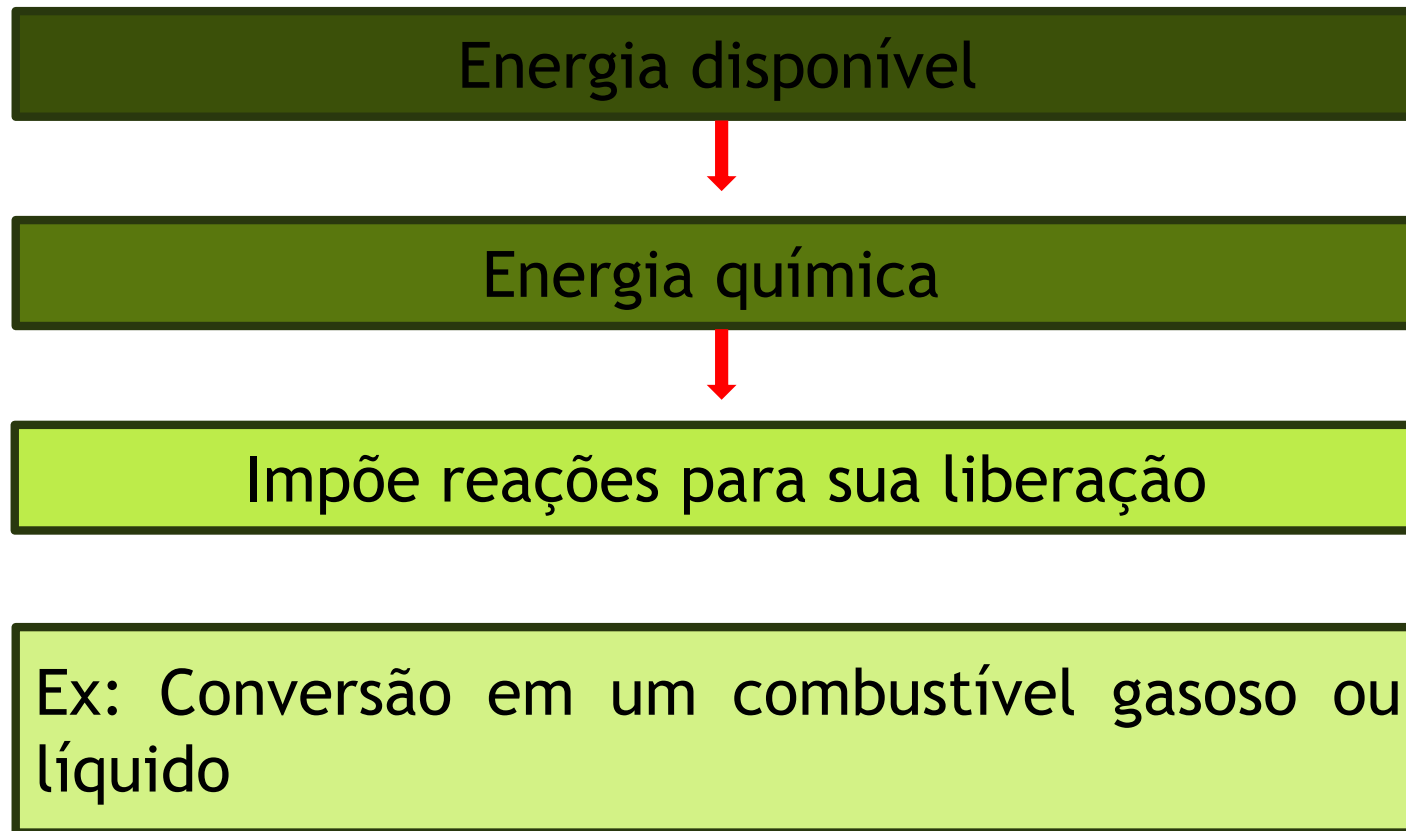 Energia disponível
Energia química
Impõe reações para sua liberação
Ex: Conversão em um combustível gasoso ou
líquido